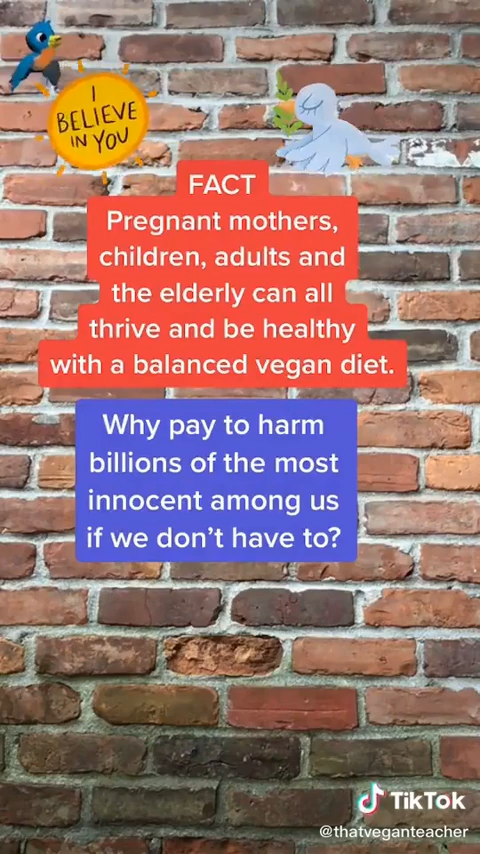 I
BELIEVE
IN YOU
FACT
Pregnant mothers,
children, adults and
the elderly can all
thrive and be healthy
with a balanced vegan diet.
Why pay to harm
billions of the most
innocent among us
if we don't have to?
TikTok
@thatveganteacher